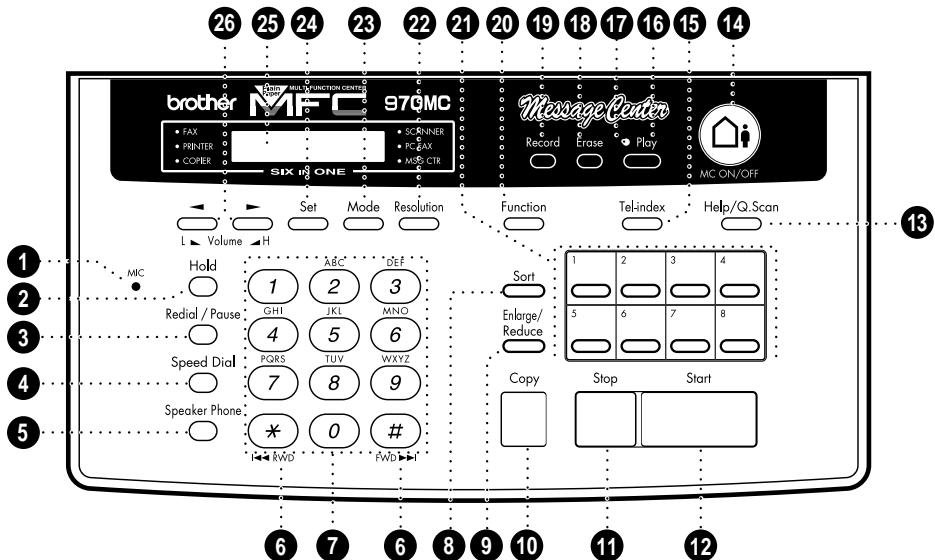 26 25 24 23 22 21 20 19 18 17 16 15 14
Plain Paper
MULTI-FUNCTION CENTER
brother MFC 970MC
Message Center
• FAX
• PRINTER
• COPIER
• SCANNER
• PC FAX
• MSG CTR
SIX IN ONE
Record Erase Play
MC ON/OFF
Set Mode Resolution Function Tel-index Help/Q.Scan
13
L Volume H
1 MIC
2 Hold
3 Redial / Pause
4 Speed Dial
5 Speaker Phone
ABC DEF
1 2 3
GHI JKL MNO
4 5 6
PQRS TUV WXYZ
7 8 9
* 0 #
RWD FWD
Sort
Enlarge/
Reduce
1 2 3 4
5 6 7 8
Copy Stop Start
6 7 6 8 9 10 11 12